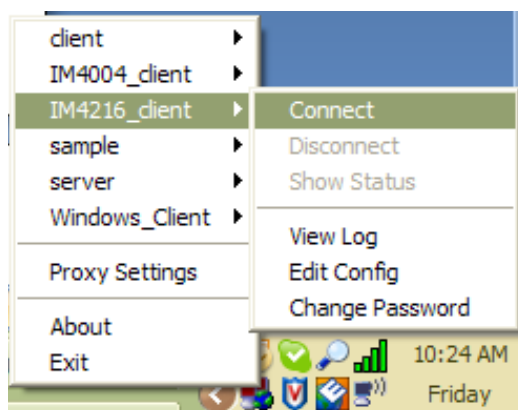 client
IM4004_client
IM4216_client
sample
server
Windows_Client
Proxy Settings
About
Exit
Connect
Disconnect
Show Status
View Log
Edit Config
Change Password
10:24 AM
Friday